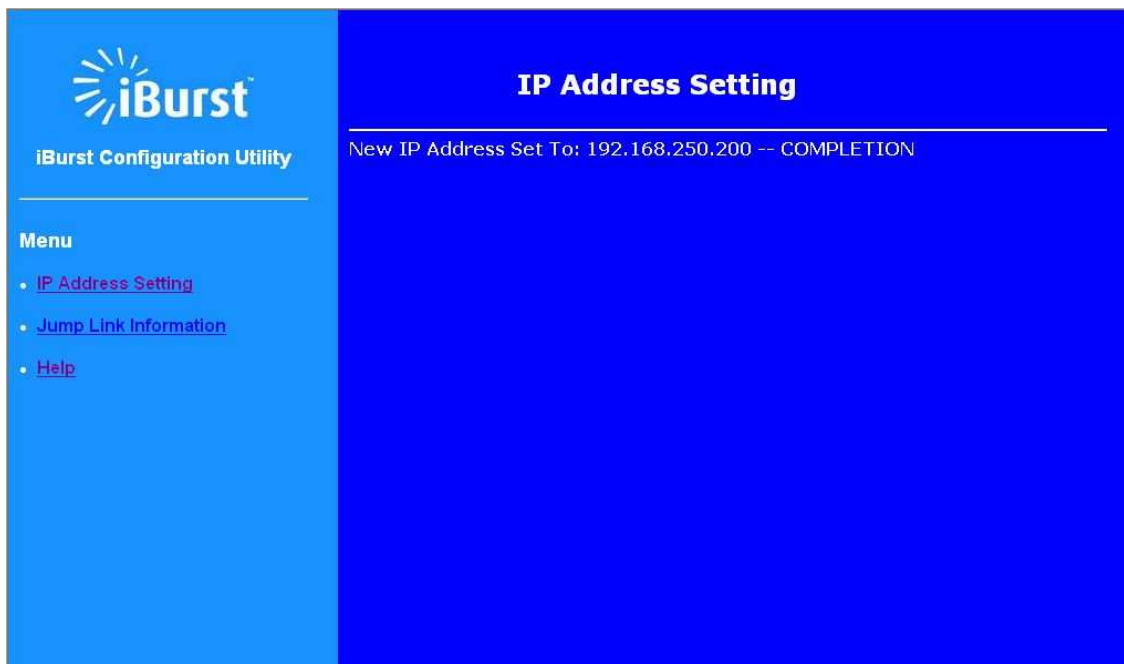 iBurst™
iBurst Configuration Utility
Menu
• IP Address Setting
• Jump Link Information
• Help
IP Address Setting
New IP Address Set To: 192.168.250.200 -- COMPLETION